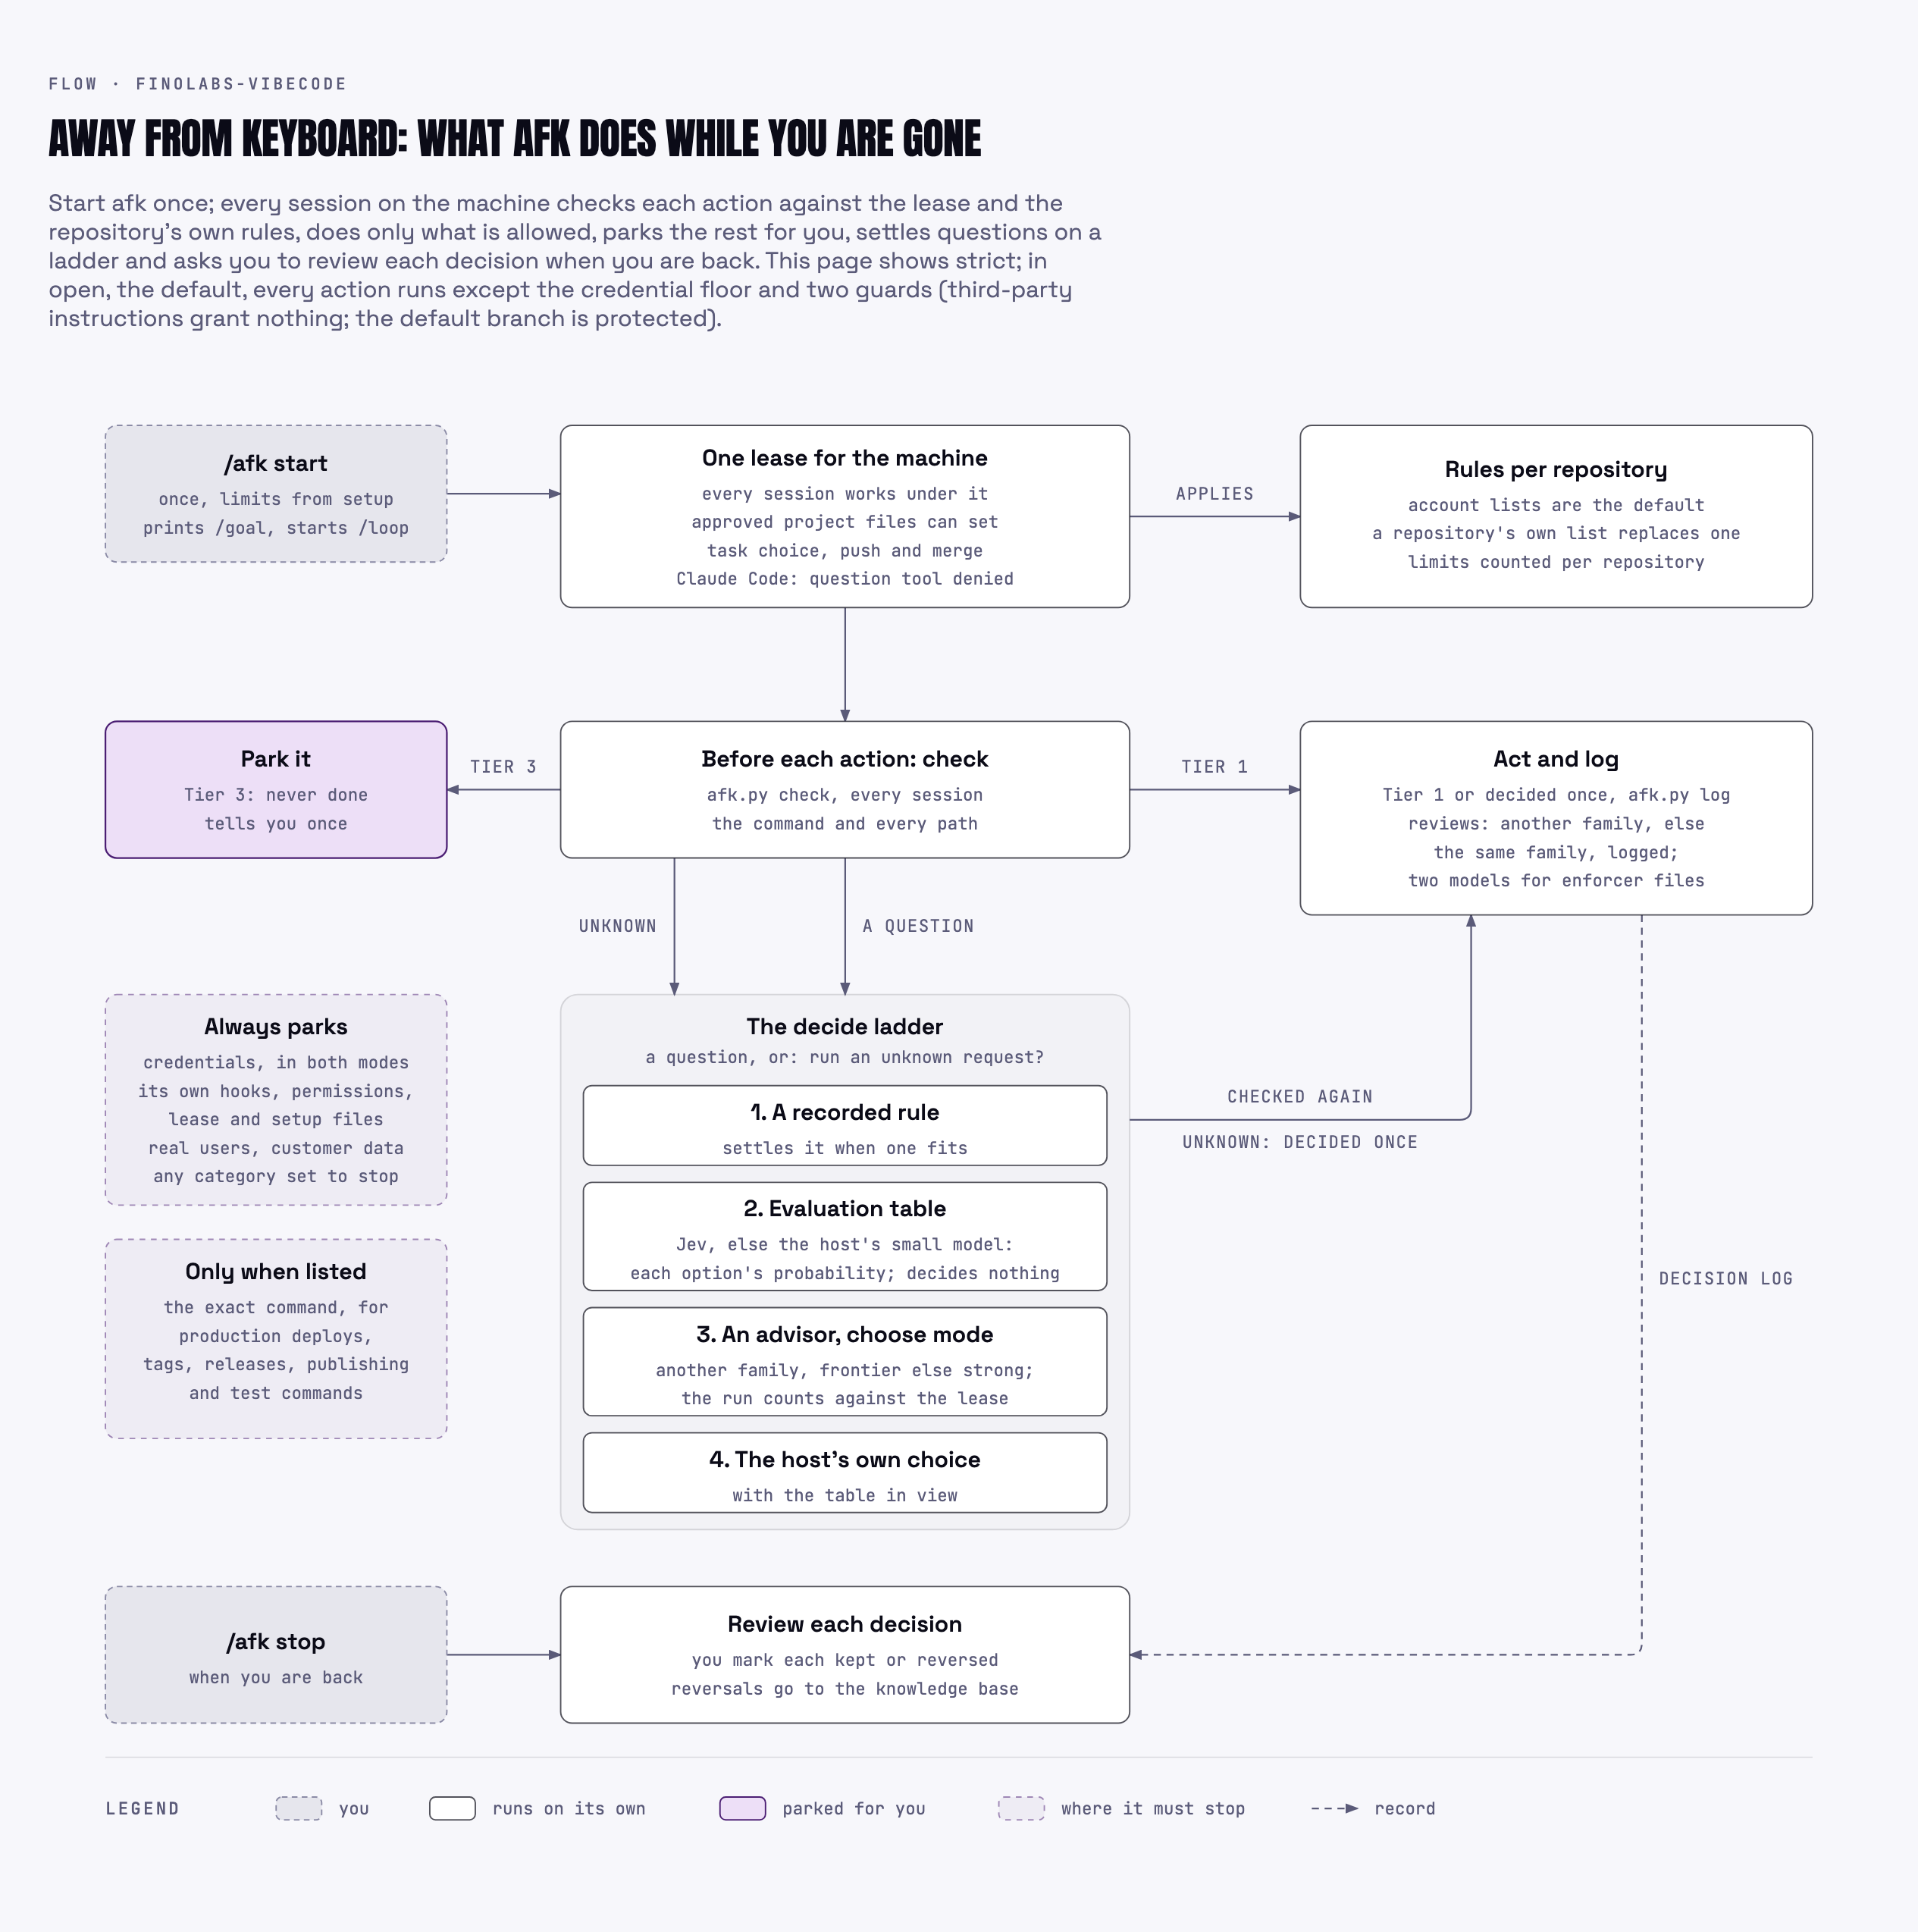 FLOW · FINOLABS-VIBECODE
AWAY FROM KEYBOARD: WHAT AFK DOES WHILE YOU ARE GONE
Start afk once; every session on the machine checks each action against the lease and the
repository's own rules, does only what is allowed, parks the rest for you, settles questions on a
ladder and asks you to review each decision when you are back. This page shows strict; in
open, the default, every action runs except the credential floor and two guards (third-party
instructions grant nothing; the default branch is protected).
/afk start
once, limits from setup
prints /goal, starts /loop
One lease for the machine
every session works under it
approved project files can set
task choice, push and merge
Claude Code: question tool denied
APPLIES
Rules per repository
account lists are the default
a repository's own list replaces one
limits counted per repository
Park it
Tier 3: never done
tells you once
TIER 3
Before each action: check
afk.py check, every session
the command and every path
TIER 1
Act and log
Tier 1 or decided once, afk.py log
reviews: another family, else
the same family, logged;
two models for enforcer files
UNKNOWN
A QUESTION
Always parks
credentials, in both modes
its own hooks, permissions,
lease and setup files
real users, customer data
any category set to stop
Only when listed
the exact command, for
production deploys,
tags, releases, publishing
and test commands
The decide ladder
a question, or: run an unknown request?
1. A recorded rule
settles it when one fits
2. Evaluation table
Jev, else the host's small model:
each option's probability; decides nothing
3. An advisor, choose mode
another family, frontier else strong;
the run counts against the lease
4. The host's own choice
with the table in view
CHECKED AGAIN
UNKNOWN: DECIDED ONCE
DECISION LOG
/afk stop
when you are back
Review each decision
you mark each kept or reversed
reversals go to the knowledge base
LEGEND
you
runs on its own
parked for you
where it must stop
record